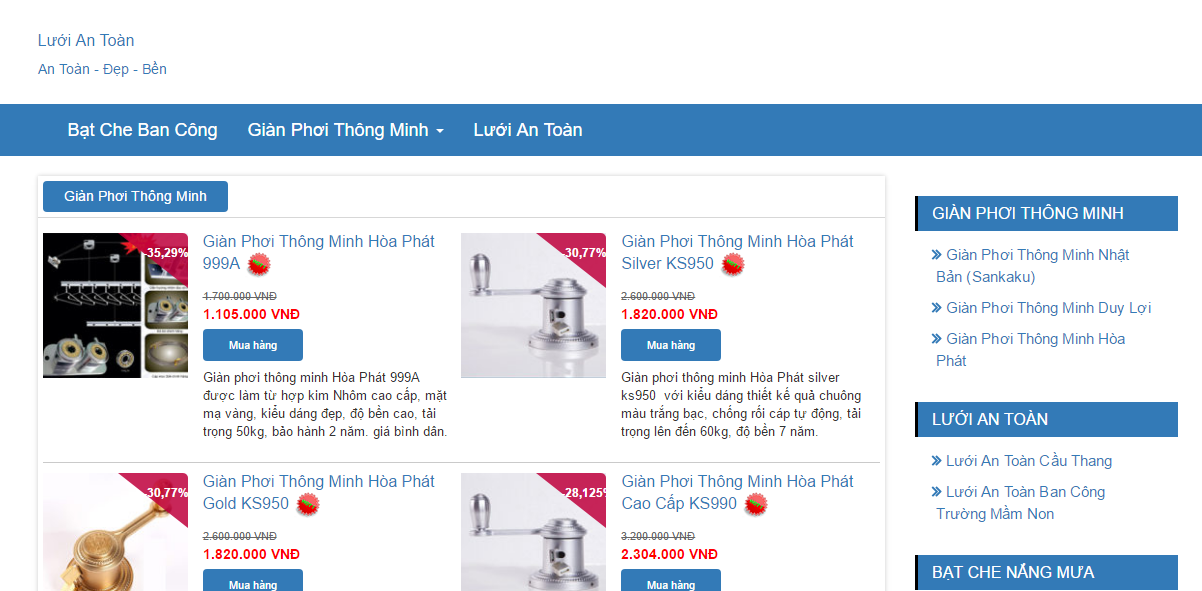 Lưới An Toàn
An Toàn - Đẹp - Bền
Bạt Che Ban Công
Giàn Phơi Thông Minh
Lưới An Toàn
Giàn Phơi Thông Minh
-35,29%
Giàn Phơi Thông Minh Hòa Phát
999A
1.700.000 VNĐ
1.105.000 VNĐ
Mua hàng
Giàn phơi thông minh Hòa Phát 999A
được làm từ hợp kim Nhôm cao cấp, mặt
mạ vàng, kiểu dáng đẹp, độ bền cao, tải
trọng 50kg, bảo hành 2 năm. giá bình dân.
-30,77%
Giàn Phơi Thông Minh Hòa Phát
Silver KS950
2.600.000 VNĐ
1.820.000 VNĐ
Mua hàng
Giàn phơi thông minh Hòa Phát silver
ks950 với kiểu dáng thiết kế quả chuông
màu trắng bạc, chống rối cáp tự động, tải
trọng lên đến 60kg, độ bền 7 năm.
-30,77%
Giàn Phơi Thông Minh Hòa Phát
Gold KS950
2.600.000 VNĐ
1.820.000 VNĐ
Mua hàng
-28,125%
Giàn Phơi Thông Minh Hòa Phát
Cao Cấp KS990
3.200.000 VNĐ
2.304.000 VNĐ
Mua hàng
GIÀN PHƠI THÔNG MINH
Giàn Phơi Thông Minh Nhật
Bản (Sankaku)
Giàn Phơi Thông Minh Duy Lợi
Giàn Phơi Thông Minh Hòa
Phát
LƯỚI AN TOÀN
Lưới An Toàn Cầu Thang
Lưới An Toàn Ban Công
Trường Mầm Non
BẠT CHE NẮNG MƯA